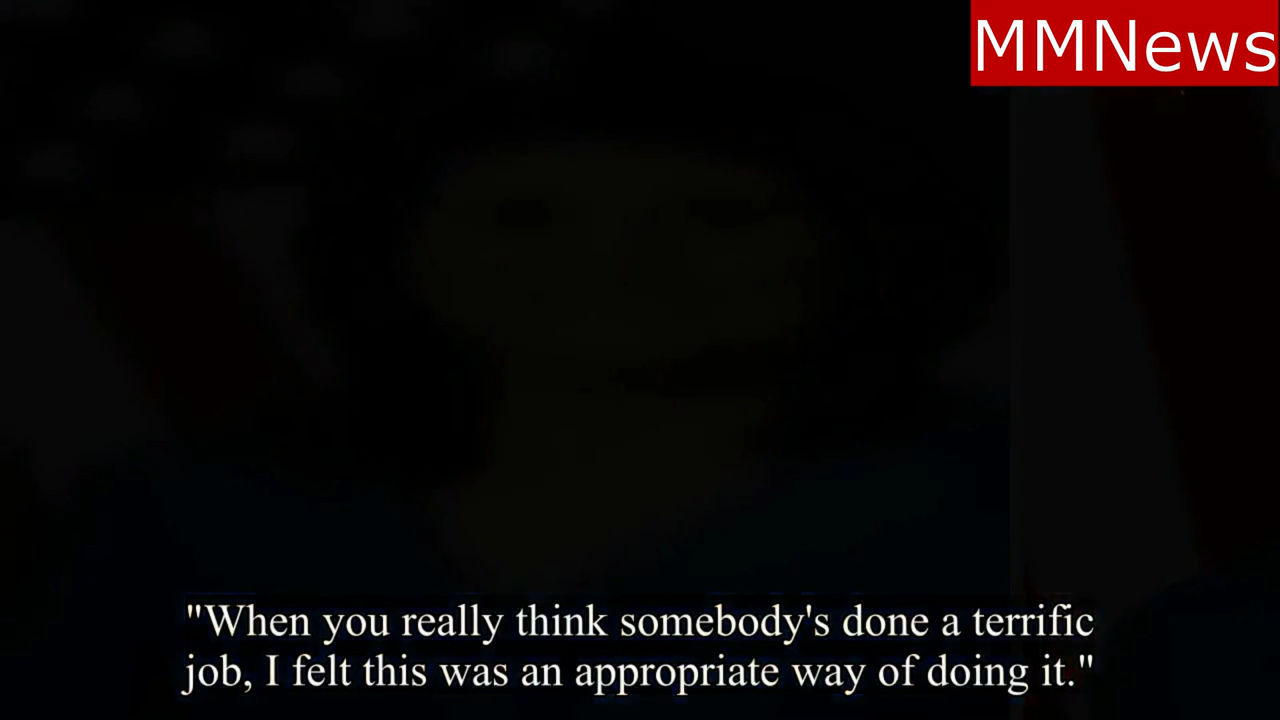 MMNews
"When you really think somebody's done a terrific
job, I felt this was an appropriate way of doing it."